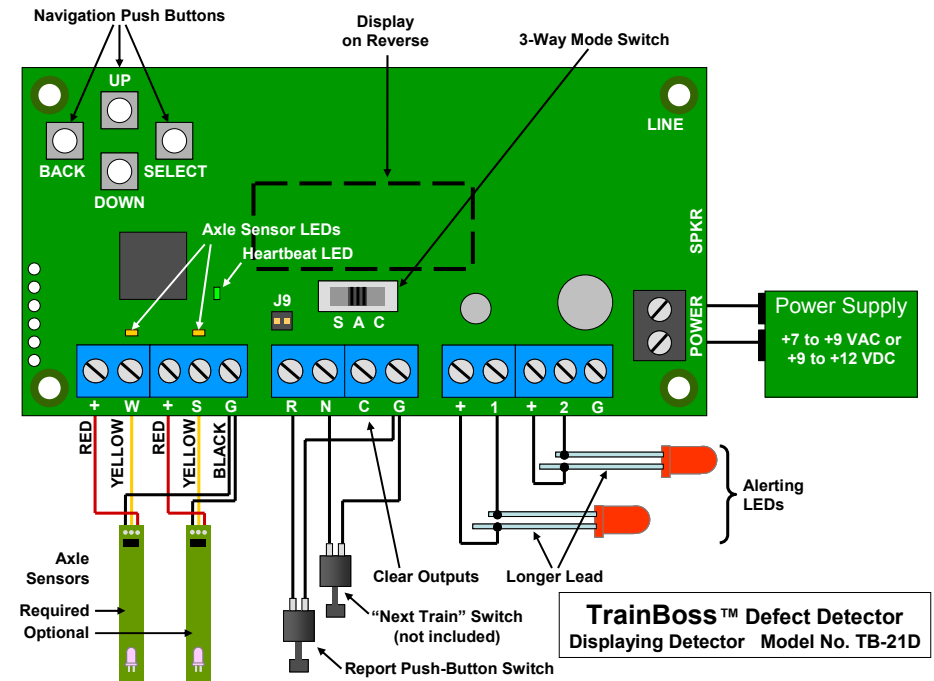 Navigation Push Buttons
Display
on Reverse
3-Way Mode Switch
UP
BACK
SELECT
DOWN
LINE
SPKR
POWER
Axle Sensor LEDs
Heartbeat LED
J9
S A C
Power Supply
+7 to +9 VAC or
+9 to +12 VDC
+ W + S G
R N C G
+ 1 + 2 G
RED
YELLOW
RED
YELLOW
BLACK
Alerting
LEDs
Axle
Sensors
Required
Optional
Clear Outputs
Longer Lead
“Next Train” Switch
(not included)
Report Push-Button Switch
TrainBoss™ Defect Detector
Displaying Detector Model No. TB-21D